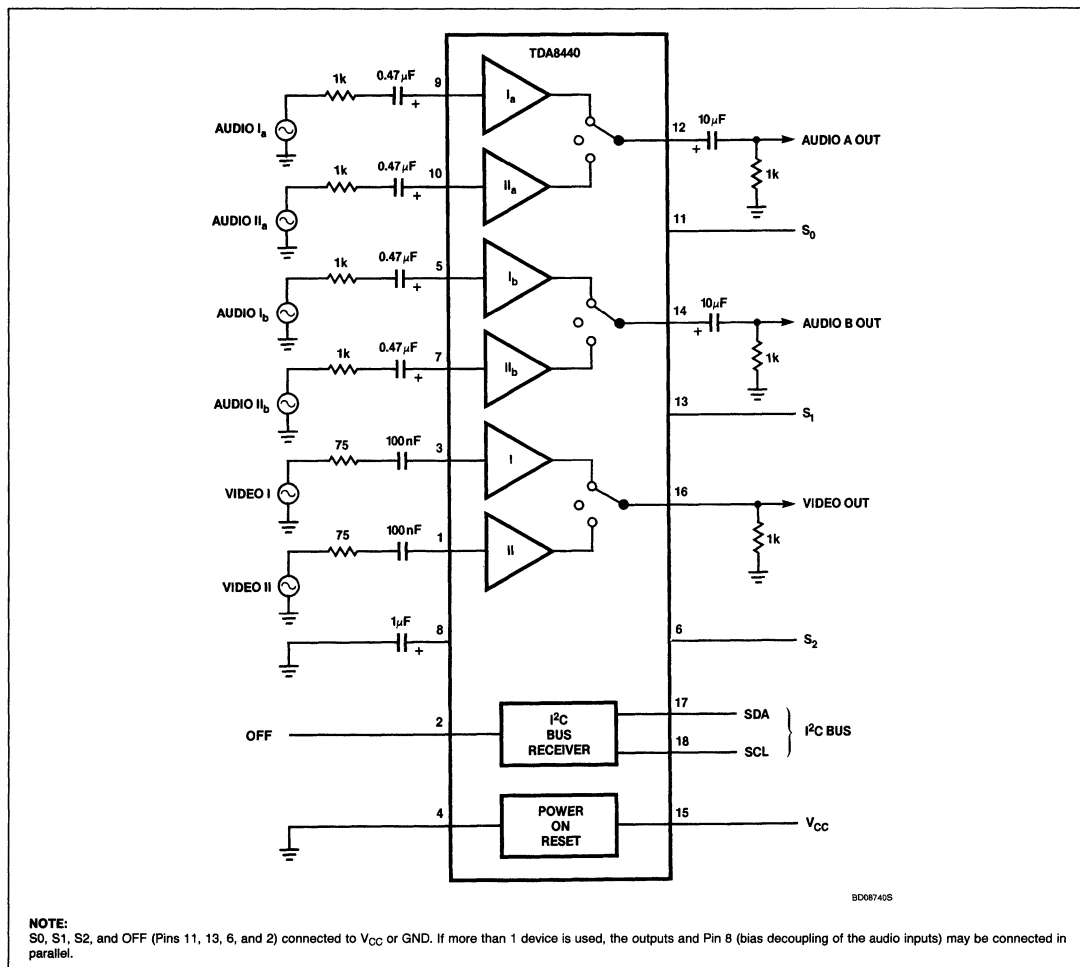 TDA8440
1k
0.47μF
9
Ia
AUDIO Ia
12
10μF
AUDIO A OUT
1k
1k
0.47μF
10
IIa
AUDIO IIa
11
S0
1k
0.47μF
5
Ib
AUDIO Ib
14
10μF
AUDIO B OUT
1k
1k
0.47μF
7
IIb
AUDIO IIb
13
S1
75
100nF
3
I
VIDEO I
16
VIDEO OUT
1k
75
100nF
1
II
VIDEO II
1μF
8
6
S2
OFF
2
I2C
BUS
RECEIVER
17
SDA
18
SCL
I2C BUS
4
POWER
ON
RESET
15
VCC
BD08740S
NOTE:
S0, S1, S2, and OFF (Pins 11, 13, 6, and 2) connected to VCC or GND. If more than 1 device is used, the outputs and Pin 8 (bias decoupling of the audio inputs) may be connected in
parallel.